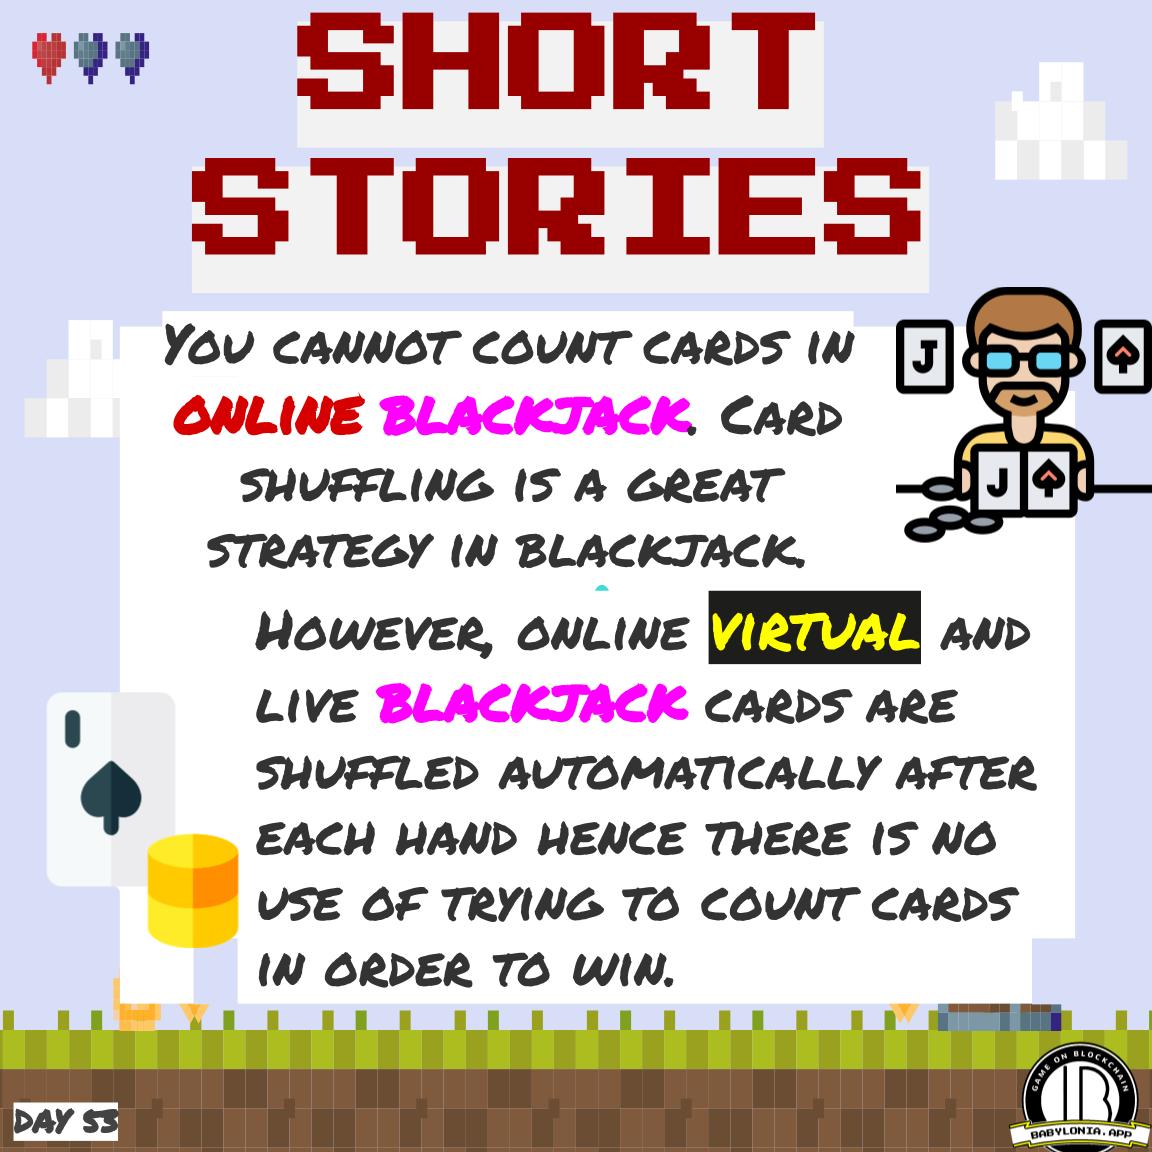 SHORT
STORIES
YOU CANNOT COUNT CARDS IN
ONLINE BLACKJACK. CARD
SHUFFLING IS A GREAT
STRATEGY IN BLACKJACK.
HOWEVER, ONLINE VIRTUAL AND
LIVE BLACKJACK CARDS ARE
SHUFFLED AUTOMATICALLY AFTER
EACH HAND HENCE THERE IS NO
USE OF TRYING TO COUNT CARDS
IN ORDER TO WIN.
J
J
DAY 53
GAME ON BLOCKCHAIN
B
BABYLONIA.APP